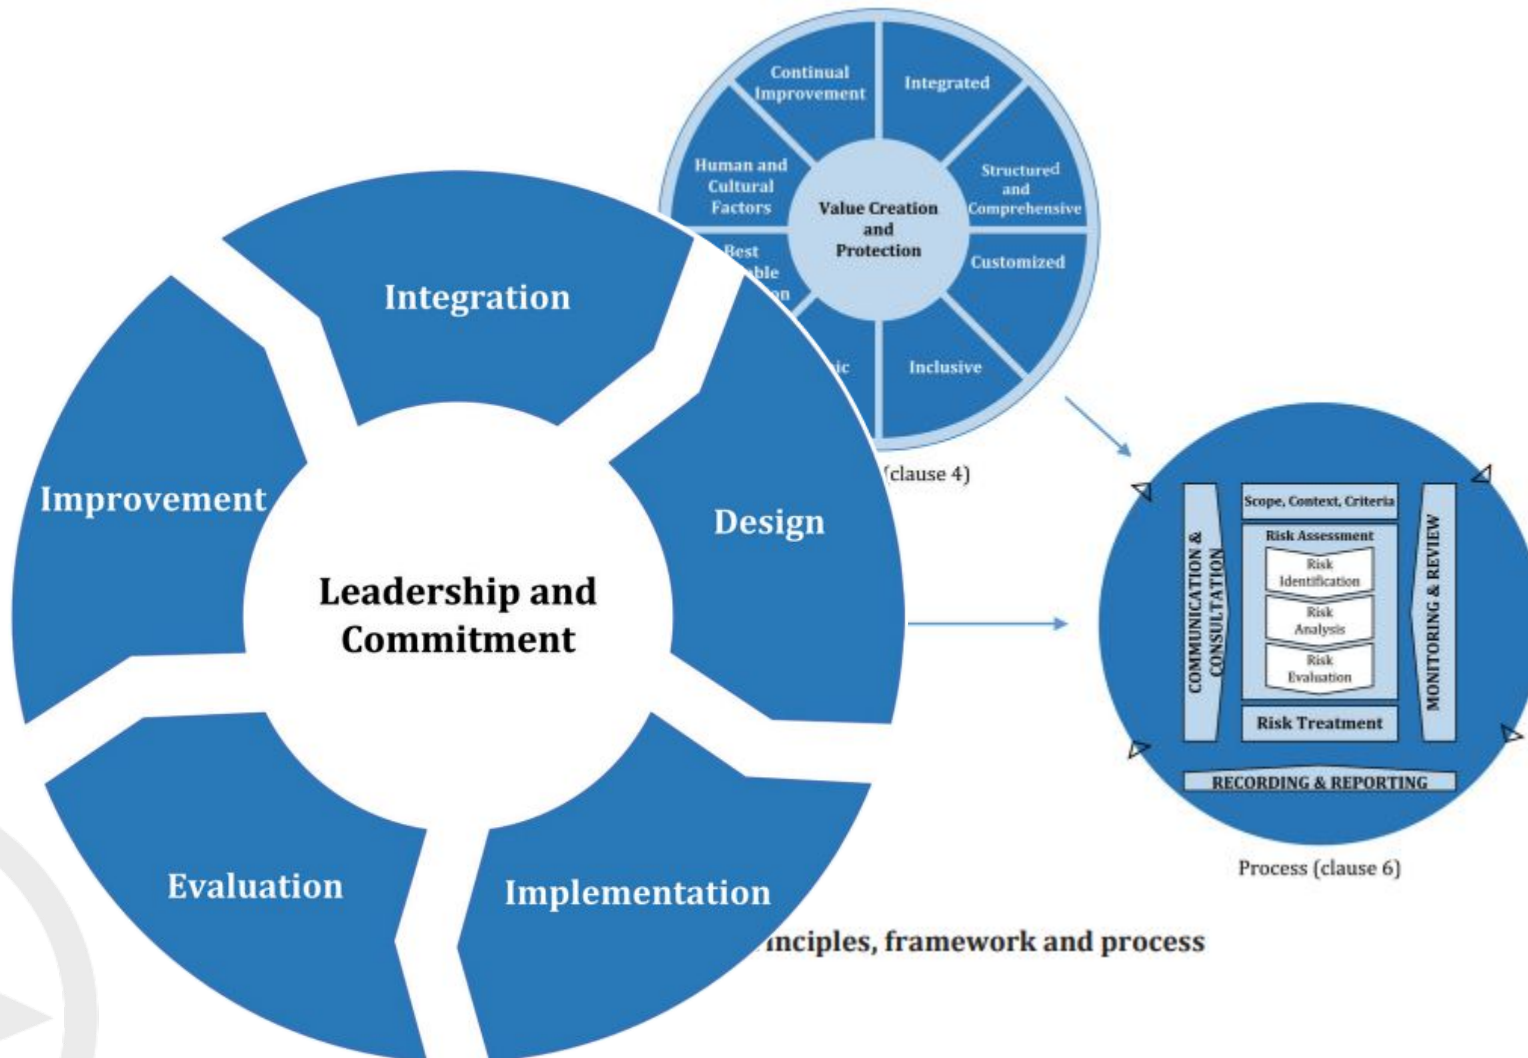 Continual
Improvement
Integrated
Human and
Cultural
Factors
Structured
and
Comprehensive
Value Creation
and
Protection
Best
Customized
Inclusive
(clause 4)
Integration
Improvement
Design
Leadership and
Commitment
Evaluation
Implementation
Scope, Context, Criteria
Risk Assessment
Risk
Identification
Risk
Analysis
Risk
Evaluation
Risk Treatment
COMMUNICATION &
CONSULTATION
MONITORING & REVIEW
RECORDING & REPORTING
Process (clause 6)
framework and process